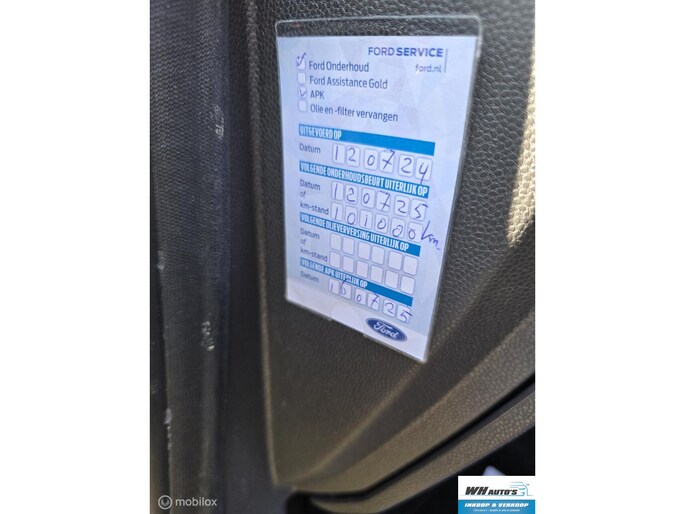 FORD SERVICE
ford.nl
Ford Onderhoud
Ford Assistance Gold
APK
Olie en -filter vervangen
UITGEVOERD OP
Datum 120724
VOLGENDE ONDERHOUDSBEURT UITERLIJK OP
Datum 120725
of
km-stand 101000 km
VOLGENDE OLIEVERVERSING UITERLIJK OP
Datum
of
km-stand
VOLGENDE APK UITERLIJK OP
Datum 180725
Ford
mobilox
WH AUTO'S
INKOOP & VERKOOP